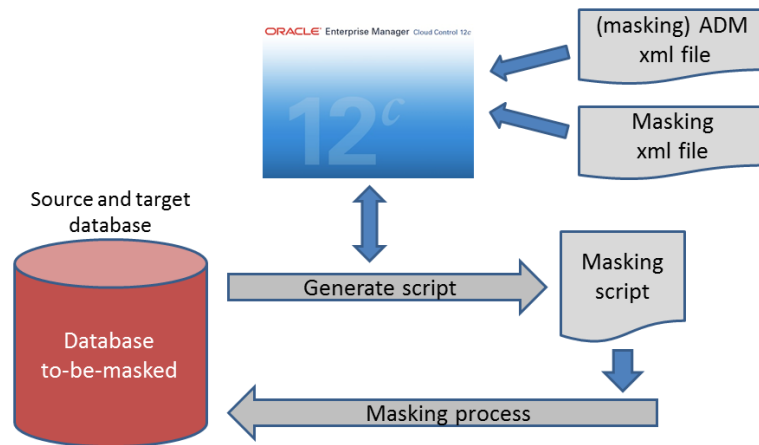 ORACLE Enterprise Manager Cloud Control 12c
12c
(masking) ADM
xml file
Masking
xml file
Source and target
database
Database
to-be-masked
Generate script
Masking
script
Masking process